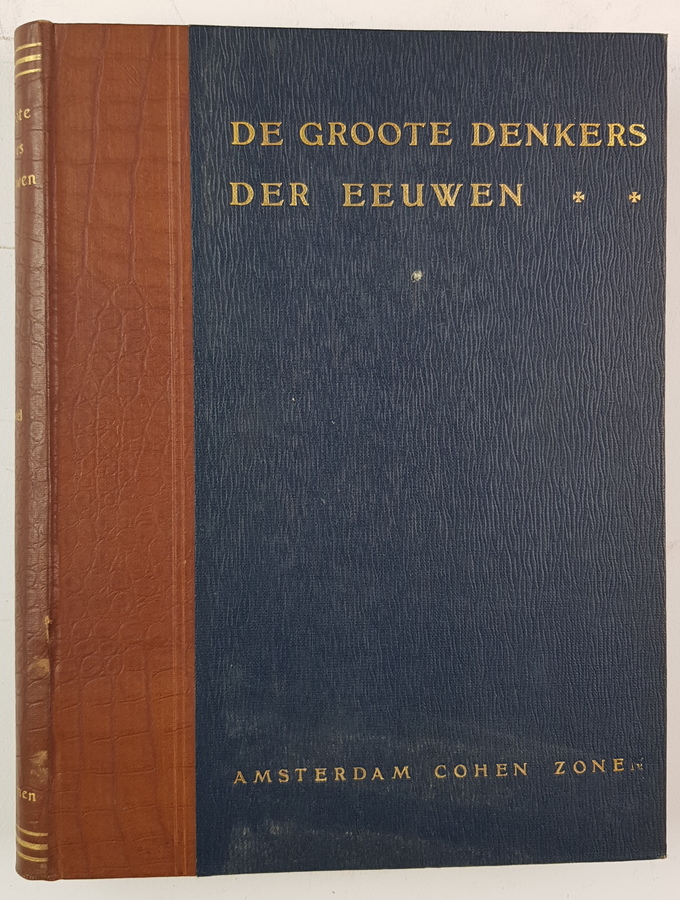 DE GROOTE DENKERS
DER EEUWEN
AMSTERDAM COHEN ZONEN